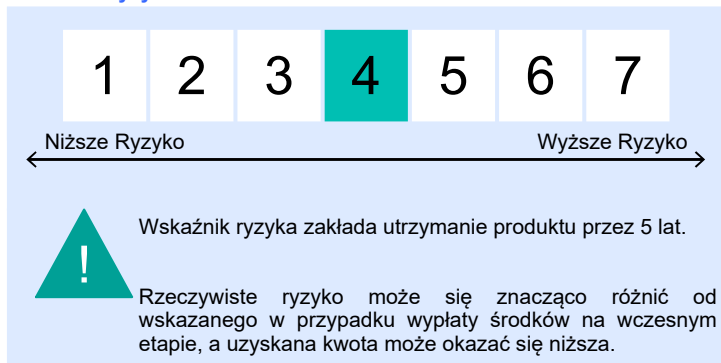 1 2 3 4 5 6 7
Niższe Ryzyko Wyższe Ryzyko
Wskaźnik ryzyka zakłada utrzymanie produktu przez 5 lat.
!
Rzeczywiste ryzyko może się znacząco różnić od
wskazanego w przypadku wypłaty środków na wczesnym
etapie, a uzyskana kwota może okazać się niższa.